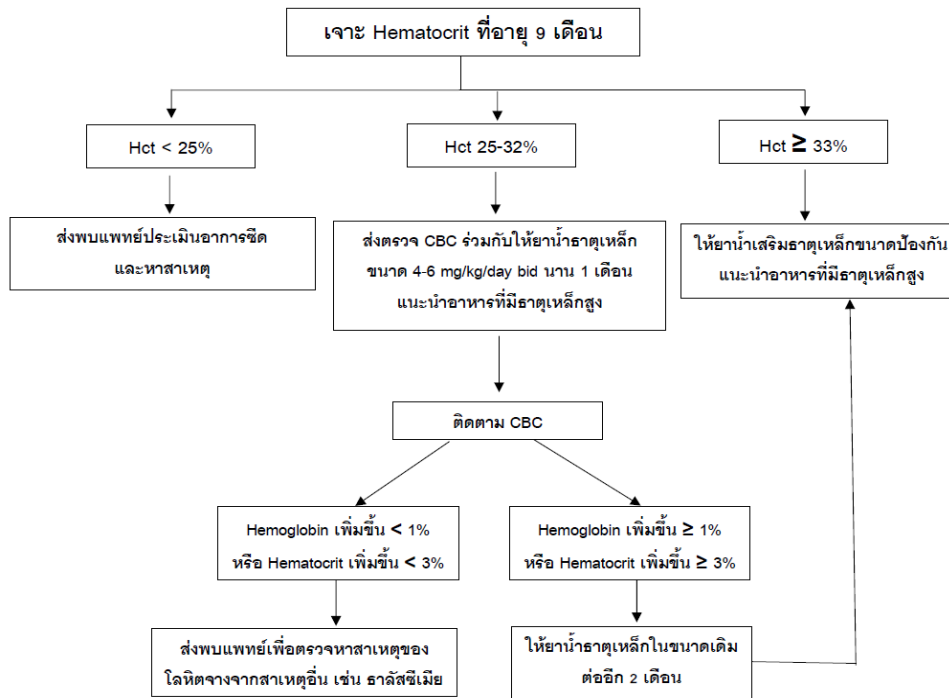 เจาะ Hematocrit ที่อายุ 9 เดือน
Hct < 25%
Hct 25-32%
Hct ≥ 33%
ส่งพบแพทย์ประเมินอาการซีด
และหาสาเหตุ
ส่งตรวจ CBC ร่วมกับให้ยาน้ำธาตุเหล็ก
ขนาด 4-6 mg/kg/day bid นาน 1 เดือน
แนะนำอาหารที่มีธาตุเหล็กสูง
ให้ยาน้ำเสริมธาตุเหล็กขนาดป้องกัน
แนะนำอาหารที่มีธาตุเหล็กสูง
ติดตาม CBC
Hemoglobin เพิ่มขึ้น < 1%
หรือ Hematocrit เพิ่มขึ้น < 3%
Hemoglobin เพิ่มขึ้น ≥ 1%
หรือ Hematocrit เพิ่มขึ้น ≥ 3%
ส่งพบแพทย์เพื่อตรวจหาสาเหตุของ
โลหิตจางจากสาเหตุอื่น เช่น ธาลัสซีเมีย
ให้ยาน้ำธาตุเหล็กในขนาดเดิม
ต่ออีก 2 เดือน